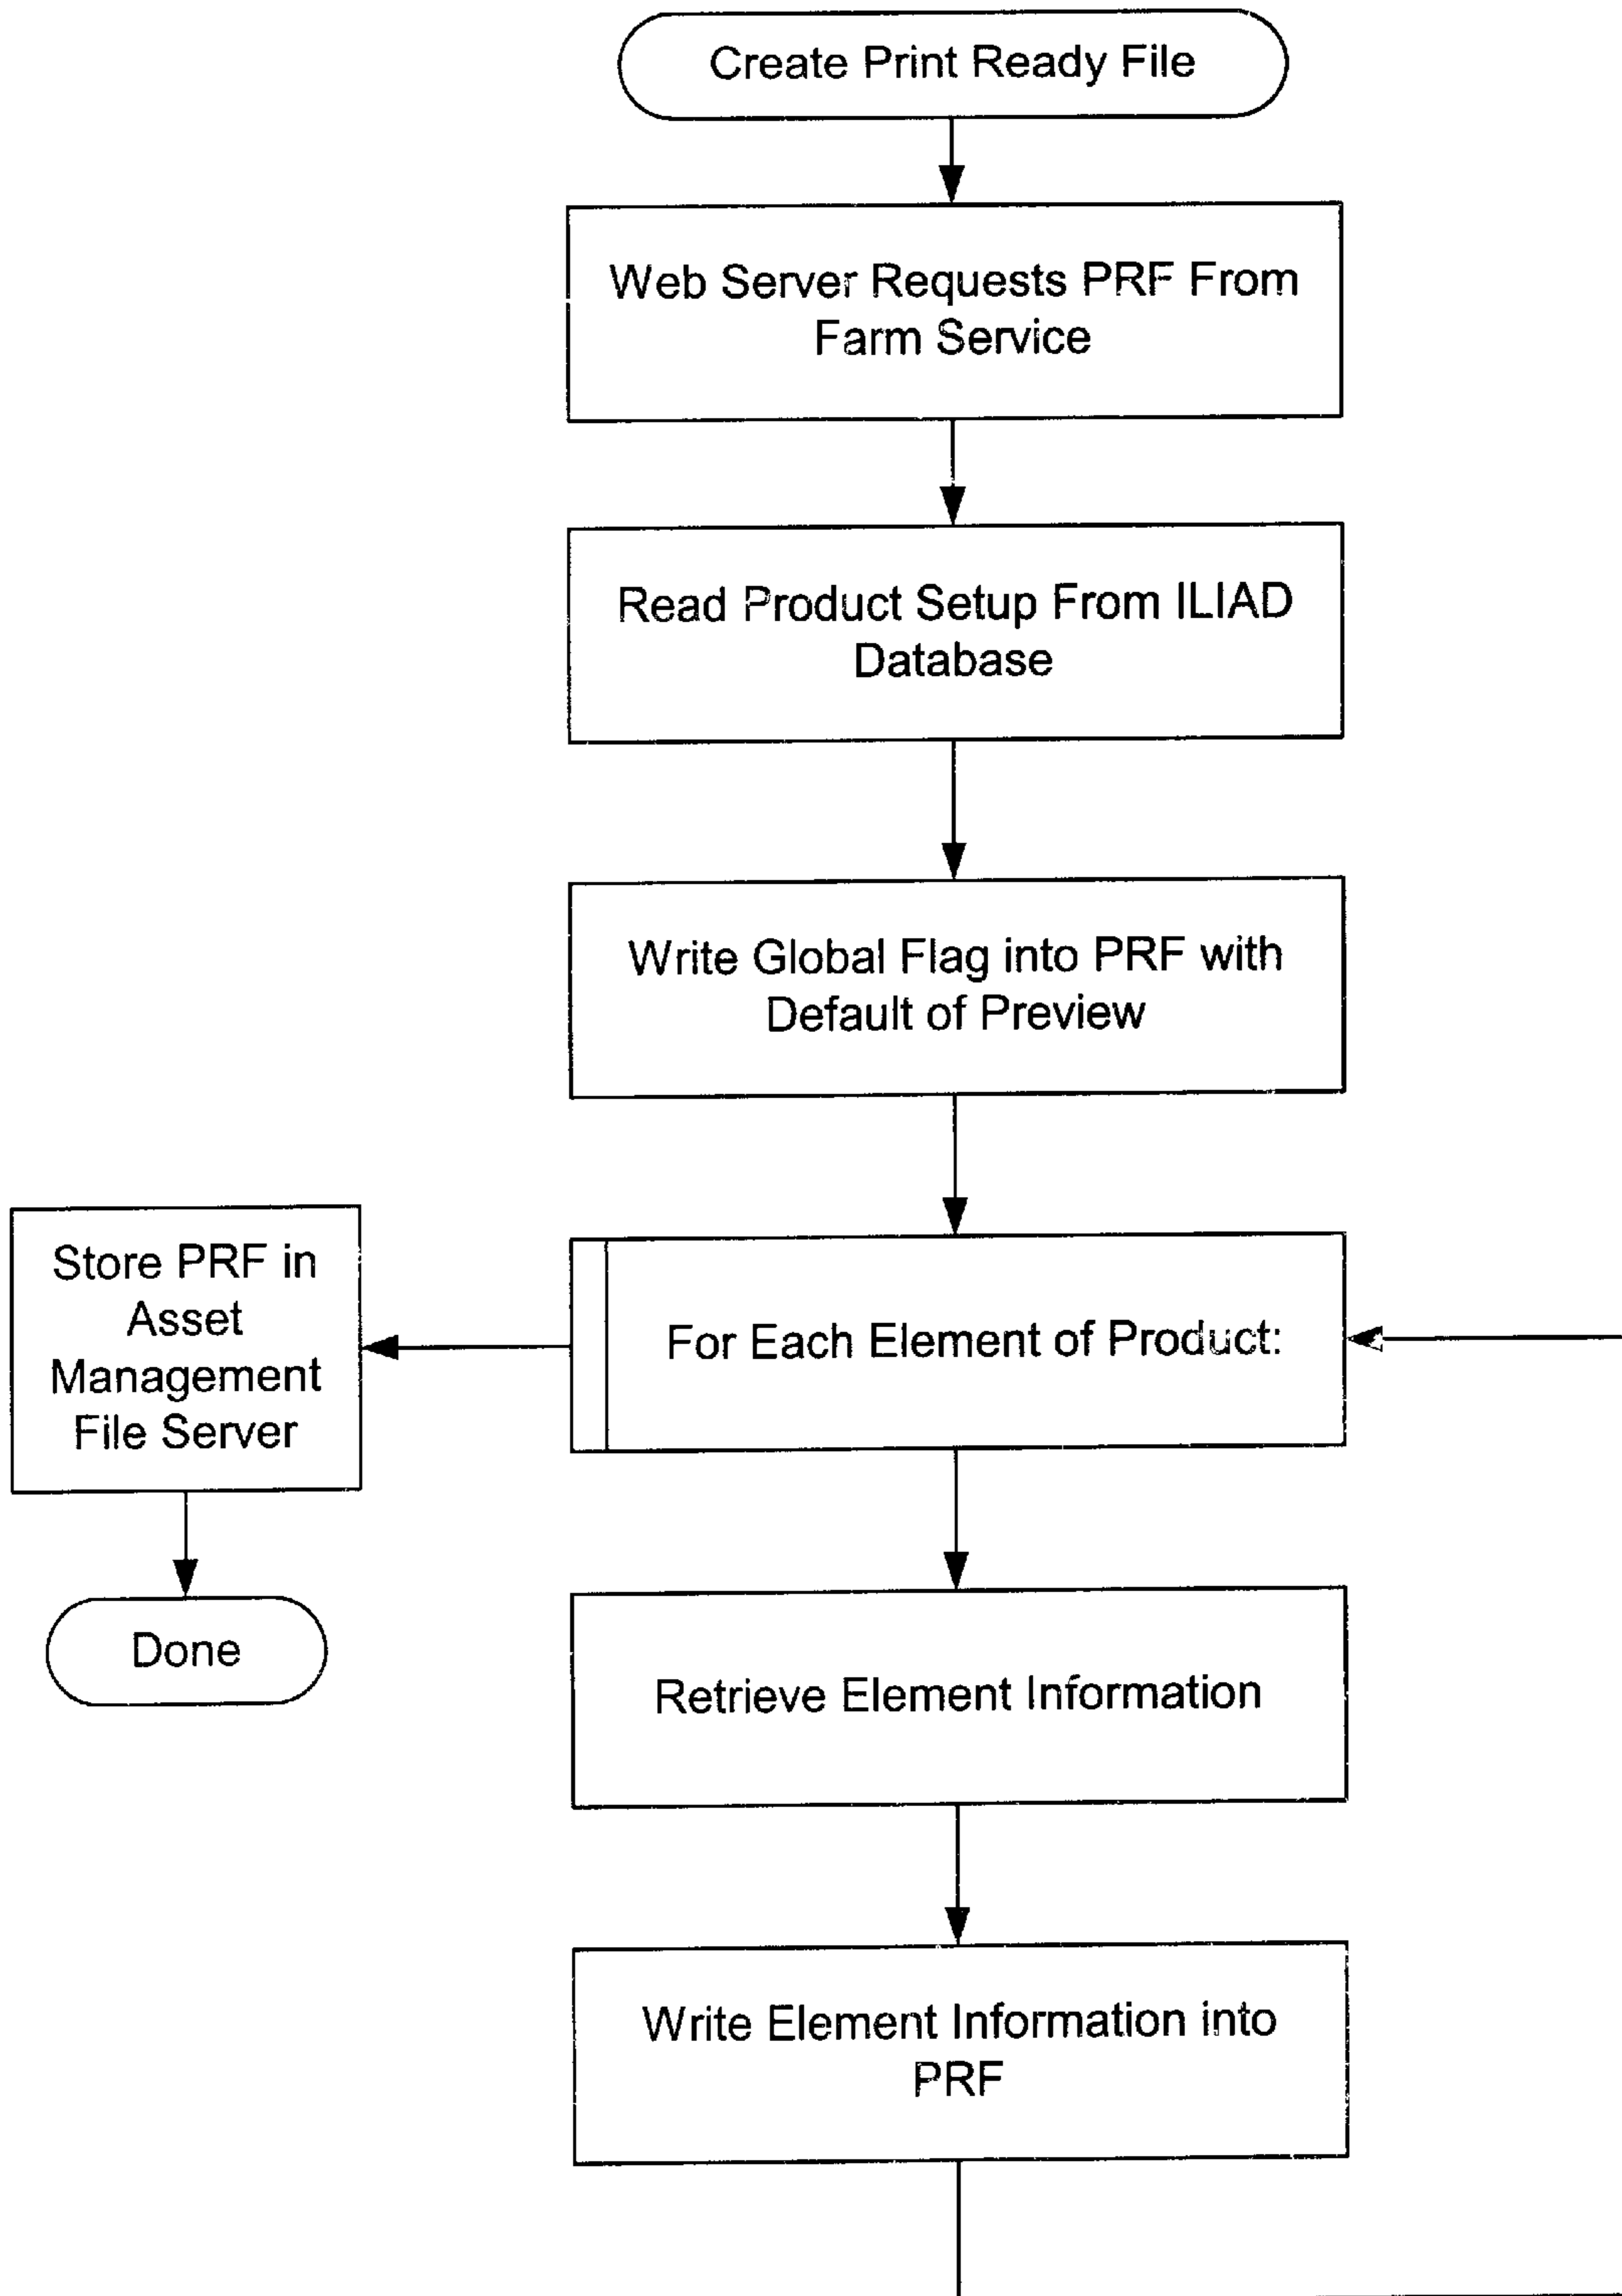 Create Print Ready File
Web Server Requests PRF From
Farm Service
Read Product Setup From ILIAD
Database
Write Global Flag into PRF with
Default of Preview
Store PRF in
Asset
Management
File Server
For Each Element of Product:
Done
Retrieve Element Information
Write Element Information into
PRF